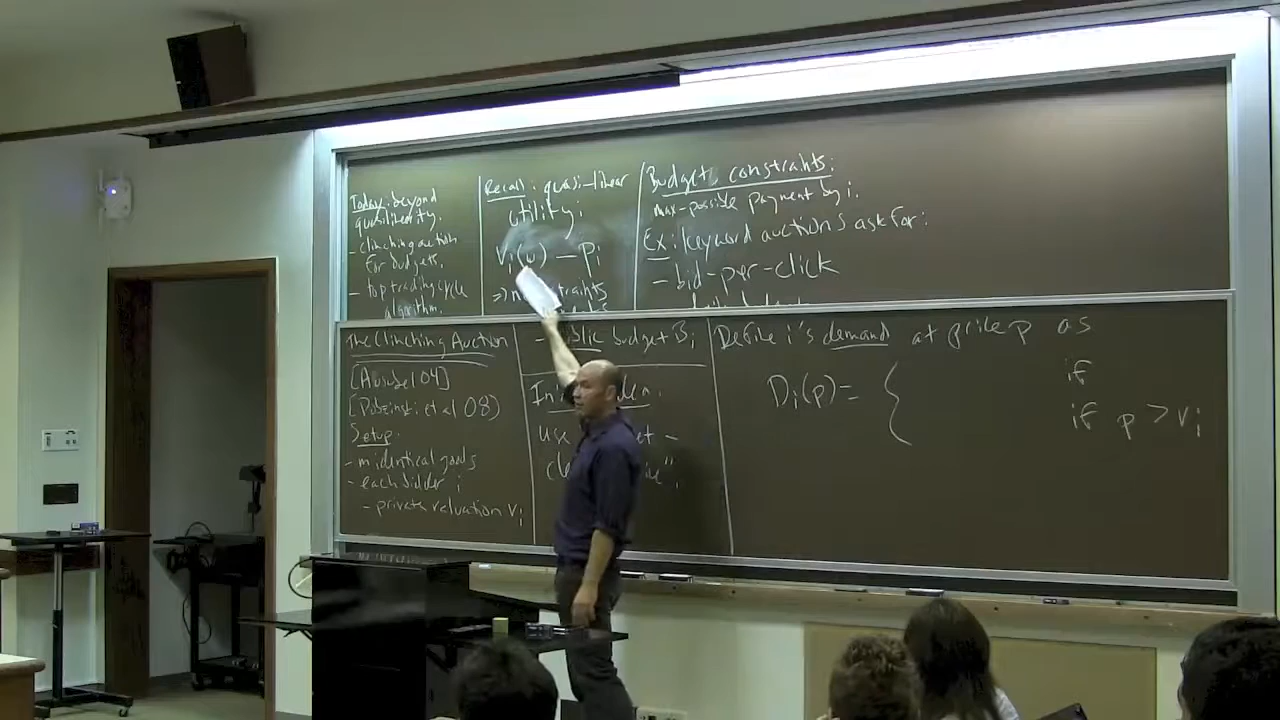 Today: beyond
quasilinearity.
- clinching auction
for budgets.
- top trading cycle
algorithm.
Recall: quasi-linear
utility:
Vi(ω) - Pi
Budget constraints:
max-possible payment by i.
Ex: keyword auctions ask for:
- bid-per-click
The Clinching Auction
[Ausubel 04]
[Dobzinski et al 08]
Setup:
- m identical goods
- each bidder i
- private valuation Vi
- public budget Bi
use
Define i's demand at price p as
Di(p) = {
if
if p > Vi